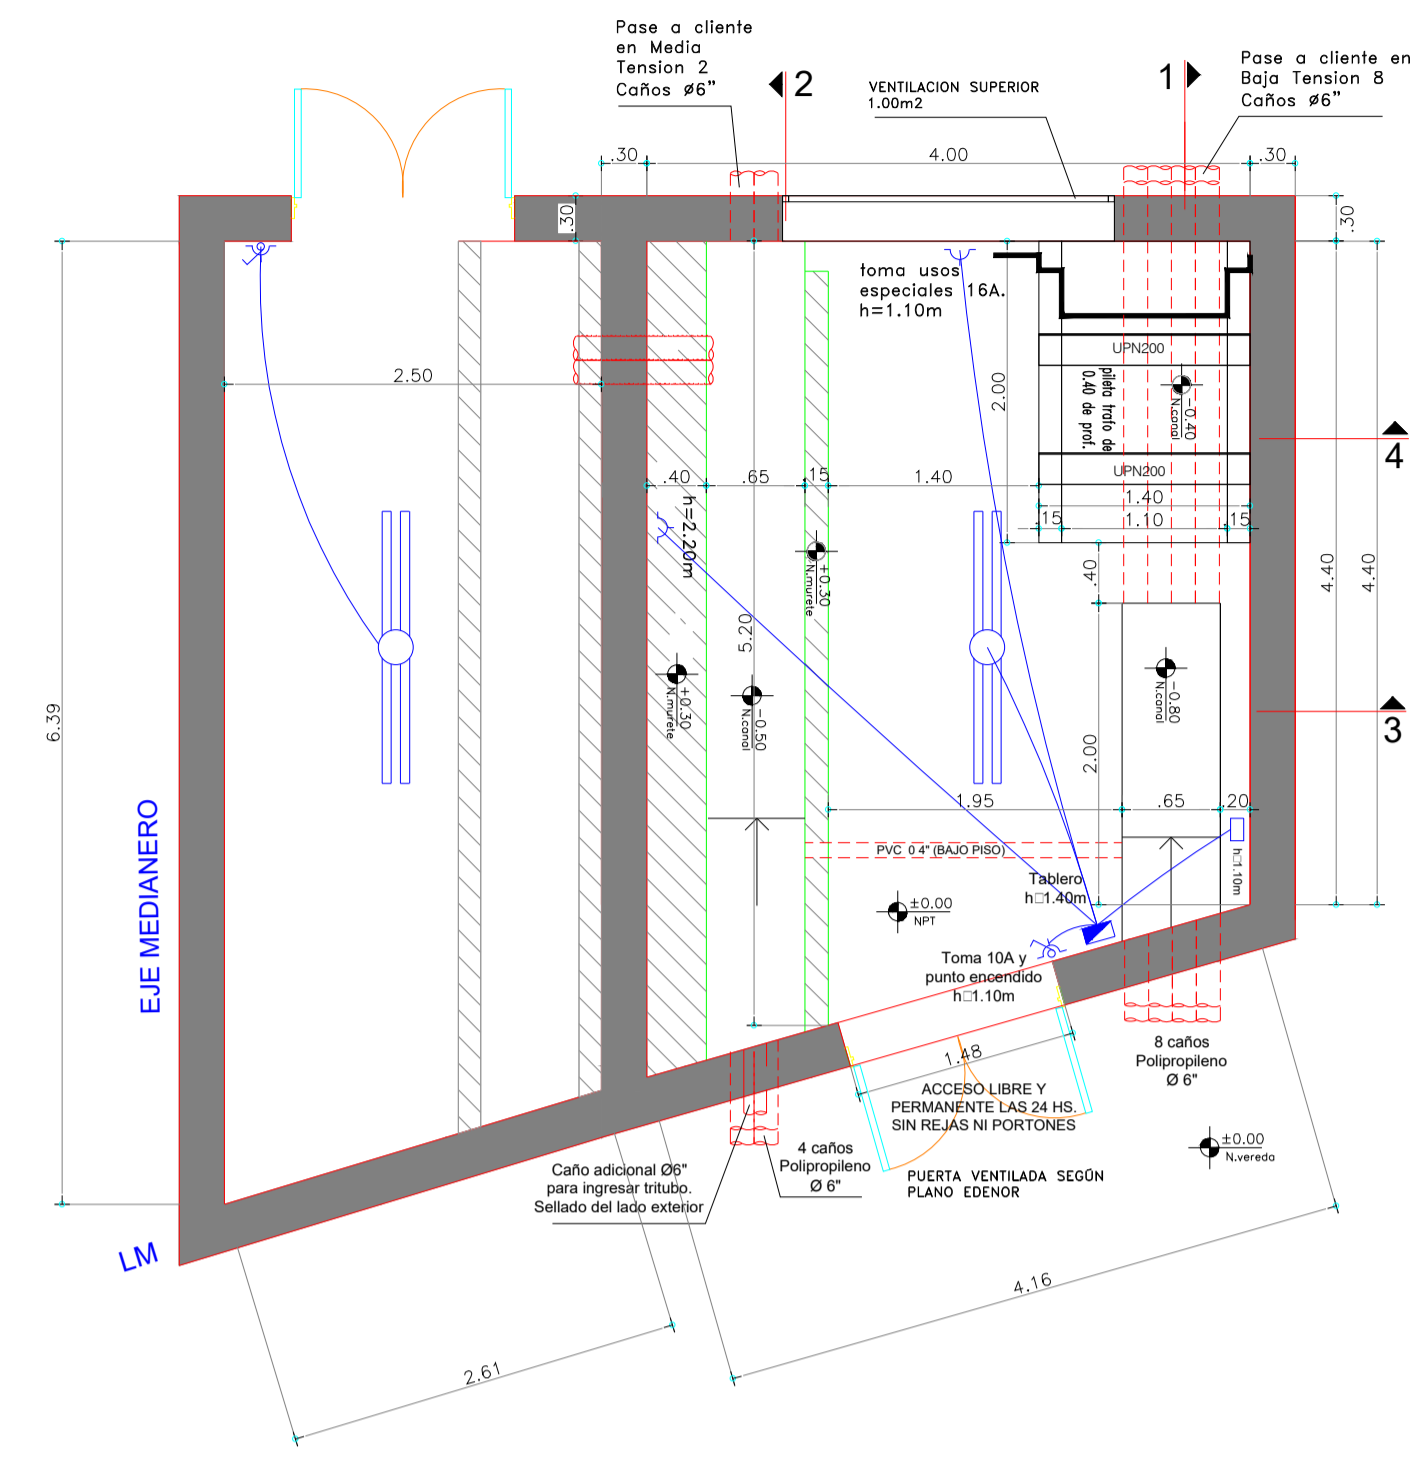 Pase a cliente
en Media
Tension 2
Caños ø6"
2
VENTILACION SUPERIOR
1.00m2
1
Pase a cliente en
Baja Tension 8
Caños ø6"
.30
4.00
.30
.30
.30
toma usos
especiales 16A.
h=1.10m
UPN200
2.50
2.00
pileta trafo de
0.40 de prof.
-0.40
N.canal
4
UPN200
.40
.65
.15
1.40
1.40
.15
1.10
.15
h=2.20m
+0.30
N.murete
.40
4.40
4.40
5.20
+0.30
N.murete
-0.50
N.canal
-0.80
N.canal
3
6.39
2.00
1.95
.65
.20
EJE MEDIANERO
PVC 0 4" (BAJO PISO)
h□1.10m
Tablero
h□1.40m
±0.00
NPT
Toma 10A y
punto encendido
h□1.10m
1.48
8 caños
Polipropileno
Ø 6"
ACCESO LIBRE Y
PERMANENTE LAS 24 HS.
SIN REJAS NI PORTONES
±0.00
N.vereda
4 caños
Polipropileno
Ø 6"
Caño adicional Ø6"
para ingresar tritubo.
Sellado del lado exterior
PUERTA VENTILADA SEGÚN
PLANO EDENOR
LM
4.16
2.61